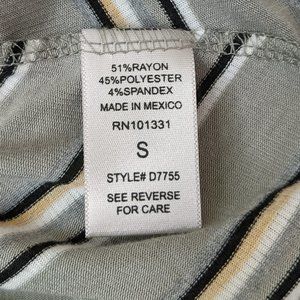 51%RAYON
45%POLYESTER
4%SPANDEX
MADE IN MEXICO
RN101331
S
STYLE# D7755
SEE REVERSE
FOR CARE